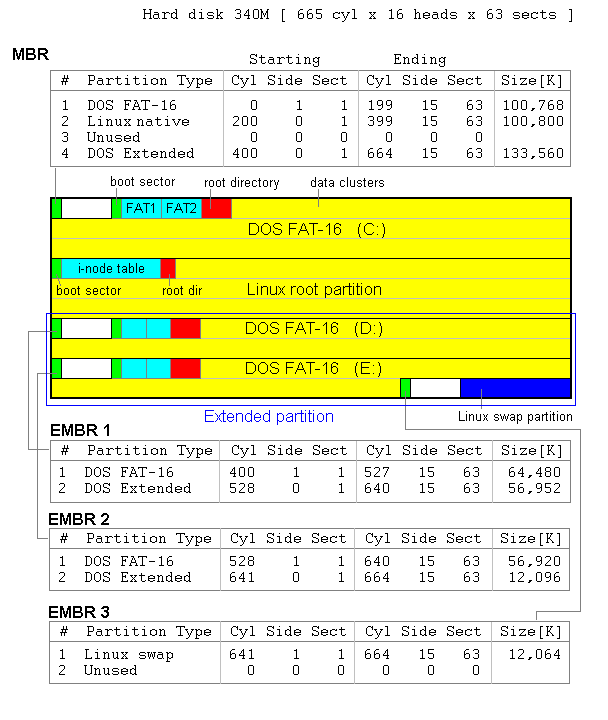 Hard disk 340M [ 665 cyl x 16 heads x 63 sects ]
MBR
Starting Ending
# Partition Type Cyl Side Sect Cyl Side Sect Size[K]
1 DOS FAT-16 0 1 1 199 15 63 100,768
2 Linux native 200 0 1 399 15 63 100,800
3 Unused 0 0 0 0 0 0 0
4 DOS Extended 400 0 1 664 15 63 133,560
boot sector root directory data clusters
FAT1 FAT2
DOS FAT-16 (C:)
i-node table
boot sector root dir Linux root partition
DOS FAT-16 (D:)
DOS FAT-16 (E:)
Extended partition Linux swap partition
EMBR 1
# Partition Type Cyl Side Sect Cyl Side Sect Size[K]
1 DOS FAT-16 400 1 1 527 15 63 64,480
2 DOS Extended 528 0 1 640 15 63 56,952
EMBR 2
# Partition Type Cyl Side Sect Cyl Side Sect Size[K]
1 DOS FAT-16 528 1 1 640 15 63 56,920
2 DOS Extended 641 0 1 664 15 63 12,096
EMBR 3
# Partition Type Cyl Side Sect Cyl Side Sect Size[K]
1 Linux swap 641 1 1 664 15 63 12,064
2 Unused 0 0 0 0 0 0 0